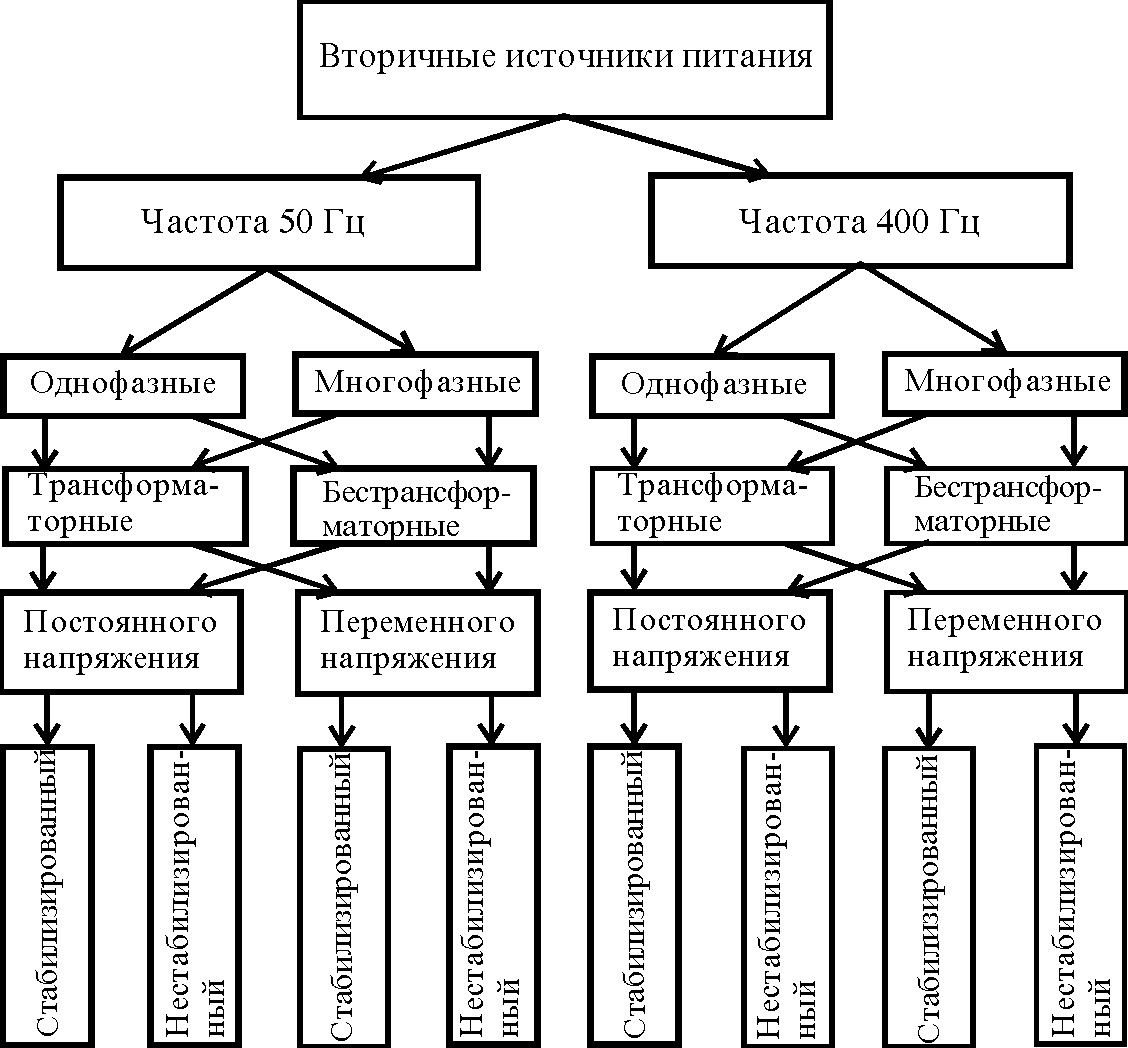 Вторичные источники питания
Частота 50 Гц
Частота 400 Гц
Однофазные
Многофазные
Однофазные
Многофазные
Трансформа-
торные
Бестрансфор-
маторные
Трансформа-
торные
Бестрансфор-
маторные
Постоянного
напряжения
Переменного
напряжения
Постоянного
напряжения
Переменного
напряжения
Стабилизированный
Нестабилизирован-
ный
Стабилизированный
Нестабилизирован-
ный
Стабилизированный
Нестабилизирован-
ный
Стабилизированный
Нестабилизирован-
ный